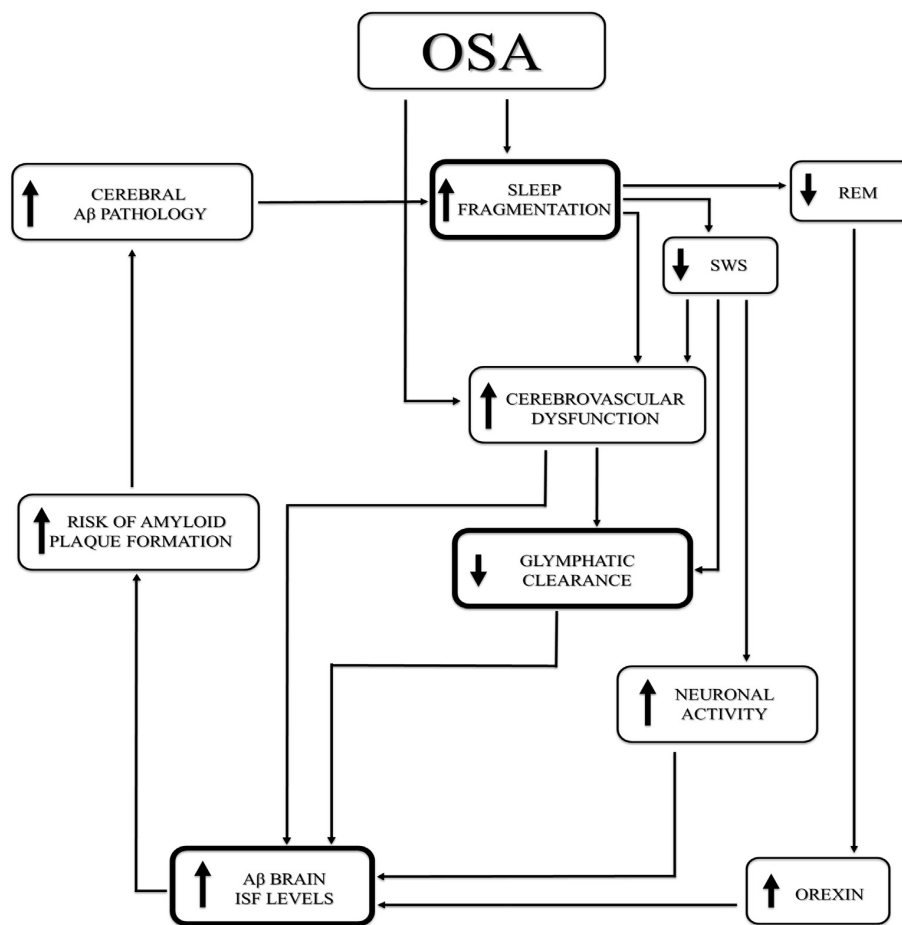 OSA
CEREBRAL
Aβ PATHOLOGY
SLEEP
FRAGMENTATION
REM
SWS
CEREBROVASCULAR
DYSFUNCTION
RISK OF AMYLOID
PLAQUE FORMATION
GLYMPHATIC
CLEARANCE
NEURONAL
ACTIVITY
Aβ BRAIN
ISF LEVELS
OREXIN